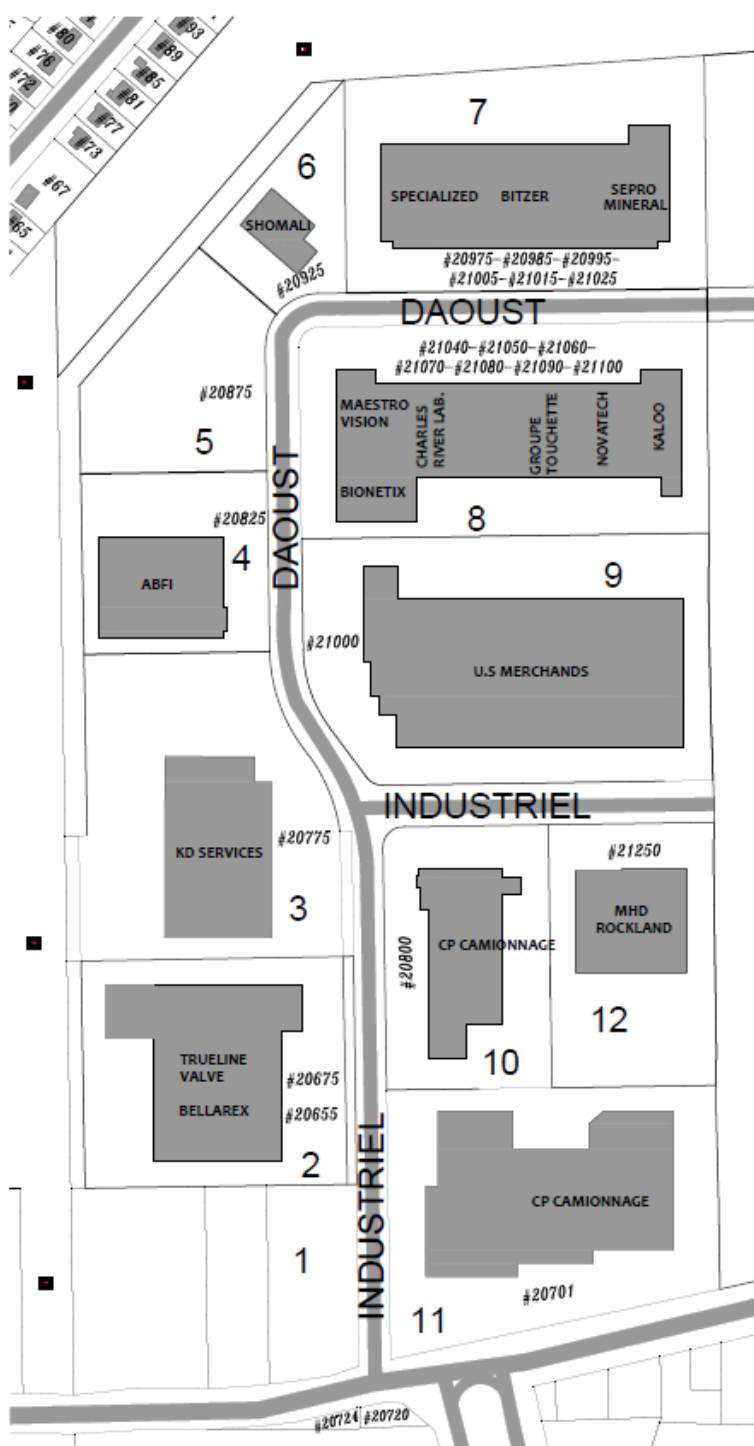 #93
#80
#89
#76
#85
#72
#81
#77
#73
#67
#65
7
6
SPECIALIZED
BITZER
SEPRO
MINERAL
SHOMALI
#20925
#20975-#20985-#20995-
#21005-#21015-#21025
DAOUST
#21040-#21050-#21060-
#21070-#21080-#21090-#21100
#20875
5
MAESTRO
VISION
CHARLES
RIVER LAB.
GROUPE
TOUCHETTE
NOVATECH
KALOO
BIONETIX
8
DAOUST
#20825
4
ABFI
9
#21000
U.S MERCHANDS
INDUSTRIEL
KD SERVICES
#20775
3
#21250
MHD
ROCKLAND
#20800
CP CAMIONNAGE
12
10
TRUELINE
VALVE
#20675
BELLAREX
#20655
2
INDUSTRIEL
1
CP CAMIONNAGE
#20701
11
#20724
#20720